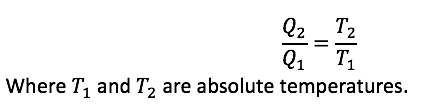 Q₂/Q₁ = T₂/T₁
Where T₁ and T₂ are absolute temperatures.